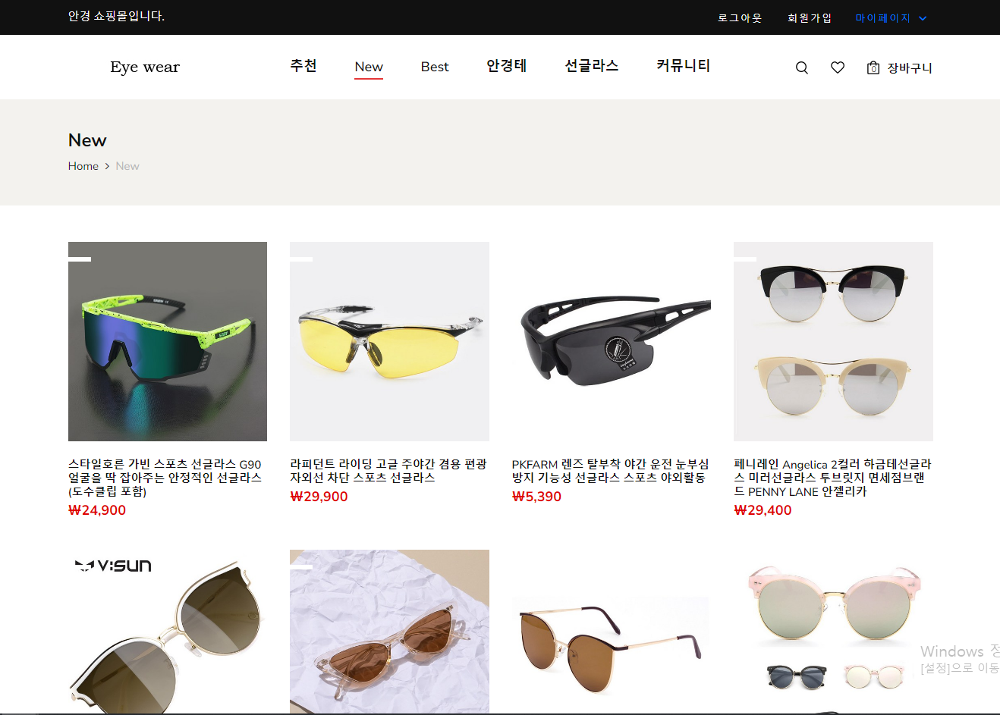 안경 쇼핑몰입니다.
로그아웃 회원가입 마이페이지
Eye wear
추천 New Best 안경테 선글라스 커뮤니티
0 장바구니
New
Home > New
스타일호른 가빈 스포츠 선글라스 G90
얼굴을 딱 잡아주는 안정적인 선글라스
(도수클립 포함)
₩24,900
라피던트 라이딩 고글 주야간 겸용 편광
자외선 차단 스포츠 선글라스
₩29,900
PKFARM 렌즈 탈부착 야간 운전 눈부심
방지 기능성 선글라스 스포츠 야외활동
₩5,390
페니레인 Angelica 2컬러 하금테선글라
스 미러선글라스 투브릿지 면세점브랜
드 PENNY LANE 안젤리카
₩29,400
V:SUN
Windows 정
[설정]으로 이동